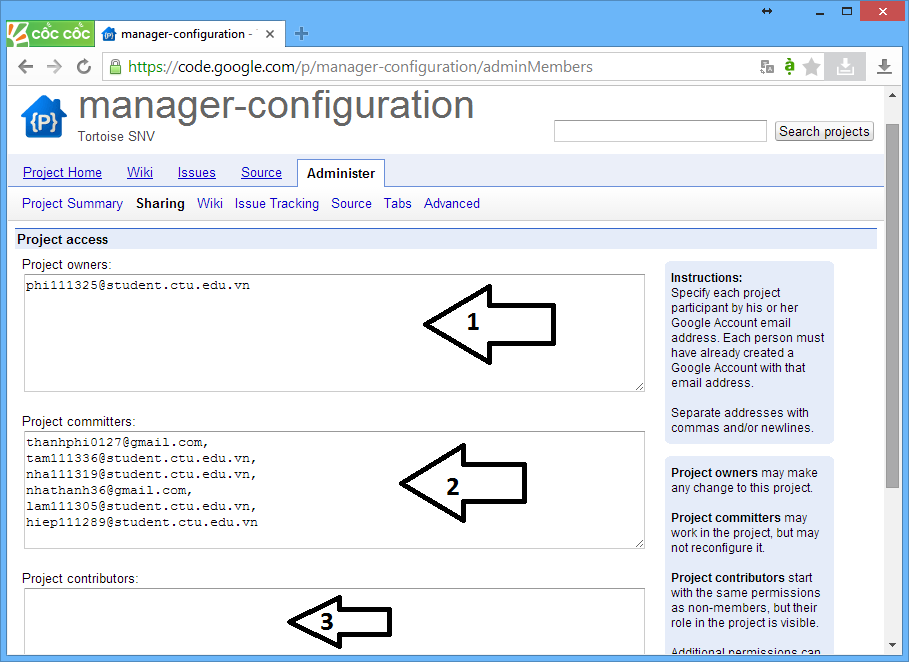 cốc cốc
manager-configuration -
https://code.google.com/p/manager-configuration/adminMembers
{P}
manager-configuration
Tortoise SNV
Search projects
Project Home Wiki Issues Source Administer
Project Summary Sharing Wiki Issue Tracking Source Tabs Advanced
Project access
Project owners:
phi111325@student.ctu.edu.vn
1
Project committers:
thanhphi0127@gmail.com,
tam111336@student.ctu.edu.vn,
nha111319@student.ctu.edu.vn,
nhathanh36@gmail.com,
lam111305@student.ctu.edu.vn,
hiep111289@student.ctu.edu.vn
2
Project contributors:
3
Instructions:
Specify each project
participant by his or her
Google Account email
address. Each person must
have already created a
Google Account with that
email address.
Separate addresses with
commas and/or newlines.
Project owners may make
any change to this project.
Project committers may
work in the project, but may
not reconfigure it.
Project contributors start
with the same permissions
as non-members, but their
role in the project is visible.
Additional permissions can